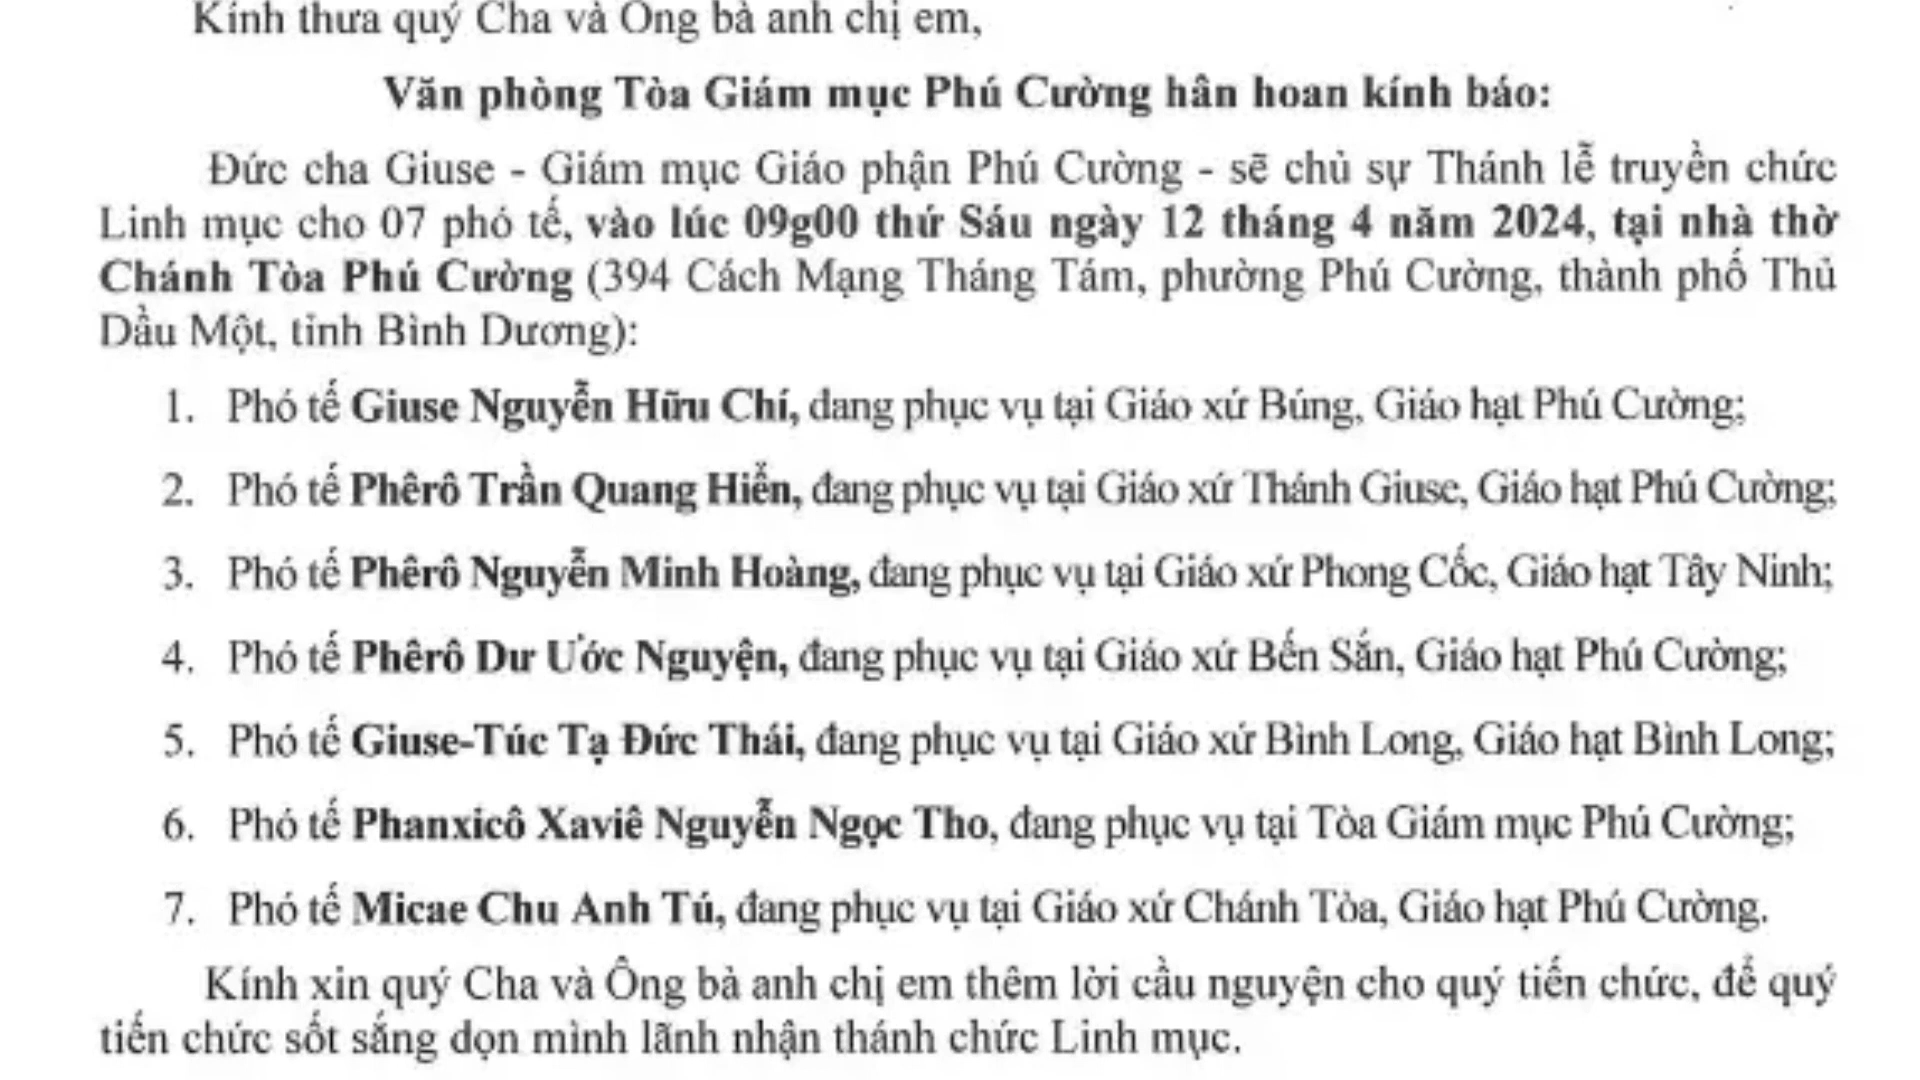 Kính thưa quý Cha và Ông bà anh chị em,
Văn phòng Tòa Giám mục Phú Cường hân hoan kính báo:
Đức cha Giuse - Giám mục Giáo phận Phú Cường - sẽ chủ sự Thánh lễ truyền chức
Linh mục cho 07 phó tế, vào lúc 09g00 thứ Sáu ngày 12 tháng 4 năm 2024, tại nhà thờ
Chánh Tòa Phú Cường (394 Cách Mạng Tháng Tám, phường Phú Cường, thành phố Thủ
Dầu Một, tỉnh Bình Dương):
1. Phó tế Giuse Nguyễn Hữu Chí, đang phục vụ tại Giáo xứ Búng, Giáo hạt Phú Cường;
2. Phó tế Phêrô Trần Quang Hiển, đang phục vụ tại Giáo xứ Thánh Giuse, Giáo hạt Phú Cường;
3. Phó tế Phêrô Nguyễn Minh Hoàng, đang phục vụ tại Giáo xứ Phong Cốc, Giáo hạt Tây Ninh;
4. Phó tế Phêrô Dư Ước Nguyện, đang phục vụ tại Giáo xứ Bến Sắn, Giáo hạt Phú Cường;
5. Phó tế Giuse-Túc Tạ Đức Thái, đang phục vụ tại Giáo xứ Bình Long, Giáo hạt Bình Long;
6. Phó tế Phanxicô Xaviê Nguyễn Ngọc Tho, đang phục vụ tại Tòa Giám mục Phú Cường;
7. Phó tế Micae Chu Anh Tú, đang phục vụ tại Giáo xứ Chánh Tòa, Giáo hạt Phú Cường.
Kính xin quý Cha và Ông bà anh chị em thêm lời cầu nguyện cho quý tiến chức, để quý
tiến chức sốt sắng dọn mình lãnh nhận thánh chức Linh mục.